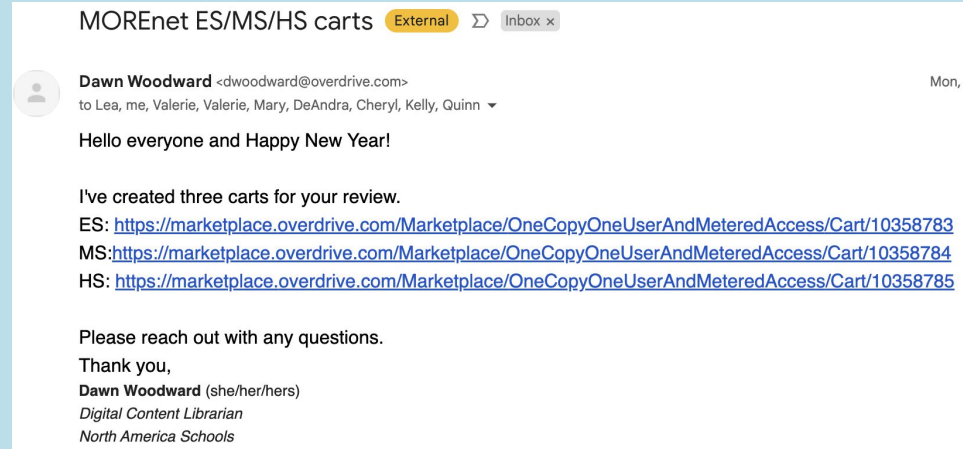 MOREnet ES/MS/HS carts External Inbox ×
Dawn Woodward <dwoodward@overdrive.com> Mon,
to Lea, me, Valerie, Valerie, Mary, DeAndra, Cheryl, Kelly, Quinn
Hello everyone and Happy New Year!
I've created three carts for your review.
ES: https://marketplace.overdrive.com/Marketplace/OneCopyOneUserAndMeteredAccess/Cart/10358783
MS:https://marketplace.overdrive.com/Marketplace/OneCopyOneUserAndMeteredAccess/Cart/10358784
HS: https://marketplace.overdrive.com/Marketplace/OneCopyOneUserAndMeteredAccess/Cart/10358785
Please reach out with any questions.
Thank you,
Dawn Woodward (she/her/hers)
Digital Content Librarian
North America Schools